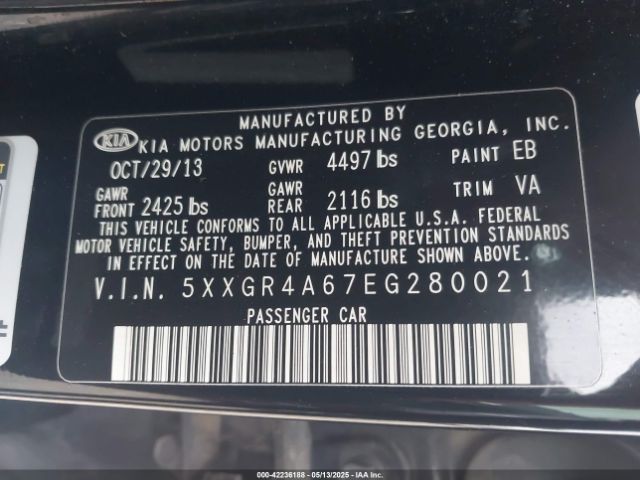 MANUFACTURED BY
KIA KIA MOTORS MANUFACTURING GEORGIA, INC.
OCT/29/13 GVWR 4497 lbs PAINT EB
GAWR FRONT 2425 lbs GAWR REAR 2116 lbs TRIM VA
THIS VEHICLE CONFORMS TO ALL APPLICABLE U.S.A. FEDERAL
MOTOR VEHICLE SAFETY, BUMPER, AND THEFT PREVENTION STANDARDS
IN EFFECT ON THE DATE OF MANUFACTURE SHOWN ABOVE.
V.I.N. 5XXGR4A67EG280021
PASSENGER CAR
000-42236188 - 05/13/2025 - IAAI.COM